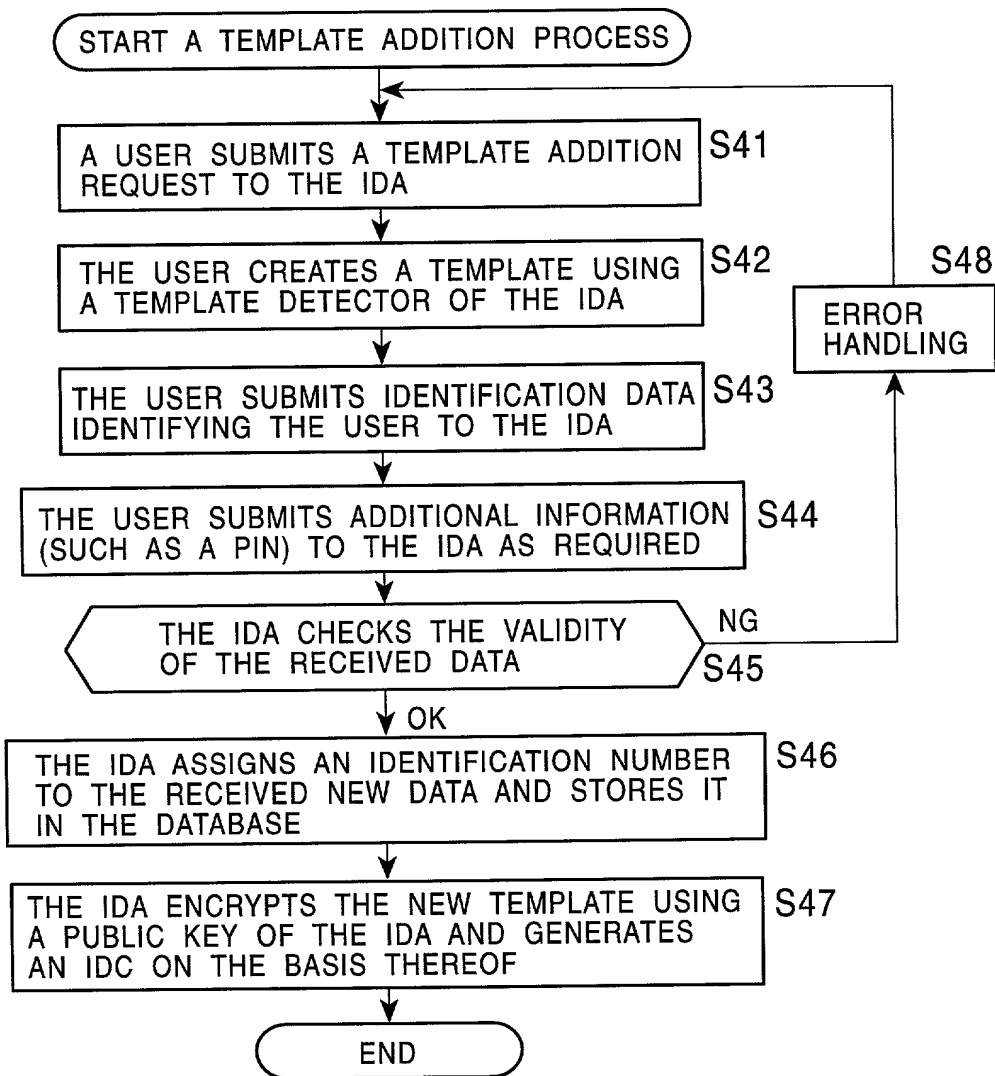 START A TEMPLATE ADDITION PROCESS
A USER SUBMITS A TEMPLATE ADDITION
REQUEST TO THE IDA
S41
THE USER CREATES A TEMPLATE USING
A TEMPLATE DETECTOR OF THE IDA
S42
S48
ERROR
HANDLING
THE USER SUBMITS IDENTIFICATION DATA
IDENTIFYING THE USER TO THE IDA
S43
THE USER SUBMITS ADDITIONAL INFORMATION
(SUCH AS A PIN) TO THE IDA AS REQUIRED
S44
THE IDA CHECKS THE VALIDITY
OF THE RECEIVED DATA
NG
S45
OK
THE IDA ASSIGNS AN IDENTIFICATION NUMBER
TO THE RECEIVED NEW DATA AND STORES IT
IN THE DATABASE
S46
THE IDA ENCRYPTS THE NEW TEMPLATE USING
A PUBLIC KEY OF THE IDA AND GENERATES
AN IDC ON THE BASIS THEREOF
S47
END